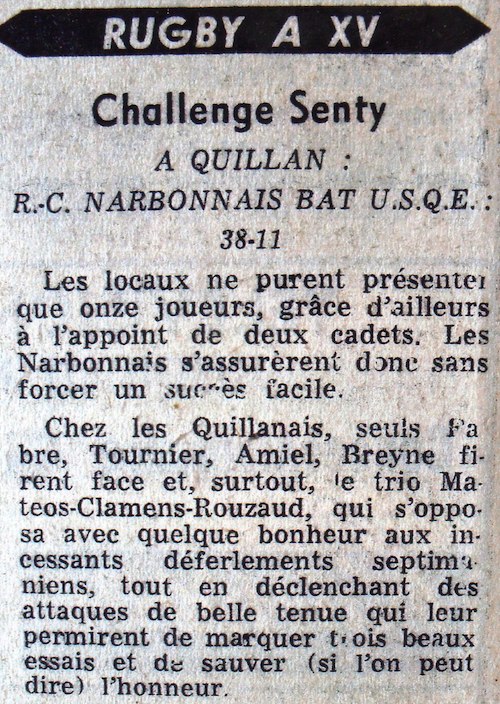 RUGBY A XV
Challenge Senty
A QUILLAN :
R.-C. NARBONNAIS BAT U.S.Q.E. :
38-11
Les locaux ne purent présenter
que onze joueurs, grâce d'ailleurs
à l'appoint de deux cadets. Les
Narbonnais s'assurèrent donc sans
forcer un succès facile.
Chez les Quillanais, seuls Fa
bre, Tournier, Amiel, Breyne fi-
rent face et, surtout, le trio Ma-
teos-Clamens-Rouzaud, qui s'oppo-
sa avec quelque bonheur aux in-
cessants déferlements septima-
niens, tout en déclenchant des
attaques de belle tenue qui leur
permirent de marquer trois beaux
essais et de sauver (si l'on peut
dire) l'honneur.